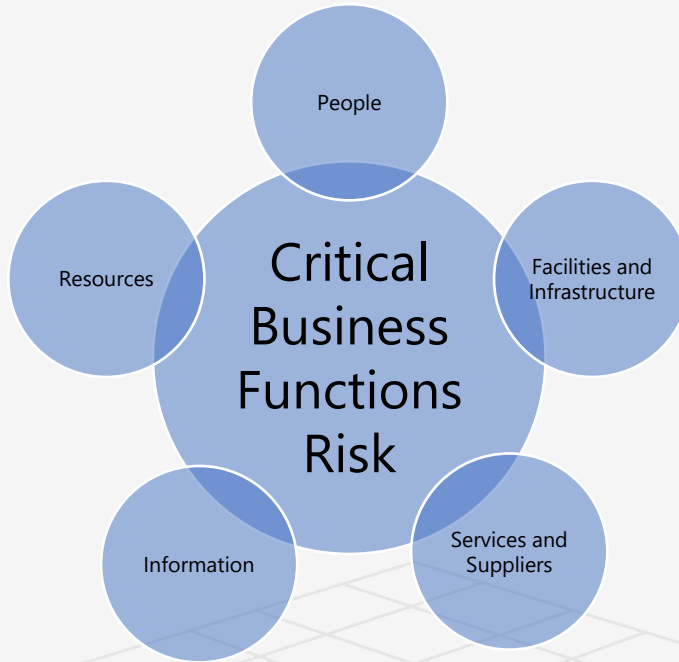 People
Resources
Facilities and
Infrastructure
Critical
Business
Functions
Risk
Information
Services and
Suppliers